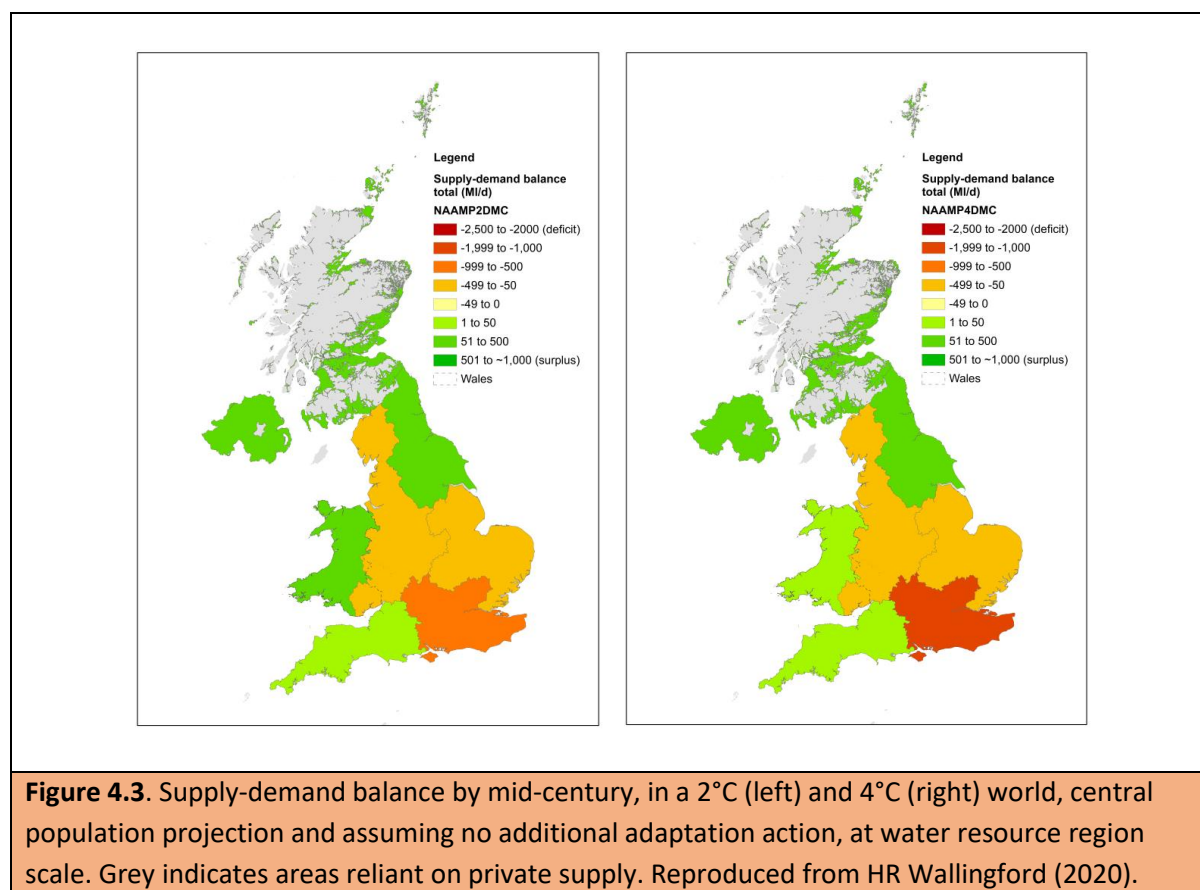 Legend
Supply-demand balance
total (Ml/d)
NAAMP2DMC
-2,500 to -2000 (deficit)
-1,999 to -1,000
-999 to -500
-499 to -50
-49 to 0
1 to 50
51 to 500
501 to ~1,000 (surplus)
Wales
Legend
Supply-demand balance
total (Ml/d)
NAAMP4DMC
-2,500 to -2000 (deficit)
-1,999 to -1,000
-999 to -500
-499 to -50
-49 to 0
1 to 50
51 to 500
501 to ~1,000 (surplus)
Wales
Figure 4.3. Supply-demand balance by mid-century, in a 2°C (left) and 4°C (right) world, central
population projection and assuming no additional adaptation action, at water resource region
scale. Grey indicates areas reliant on private supply. Reproduced from HR Wallingford (2020).